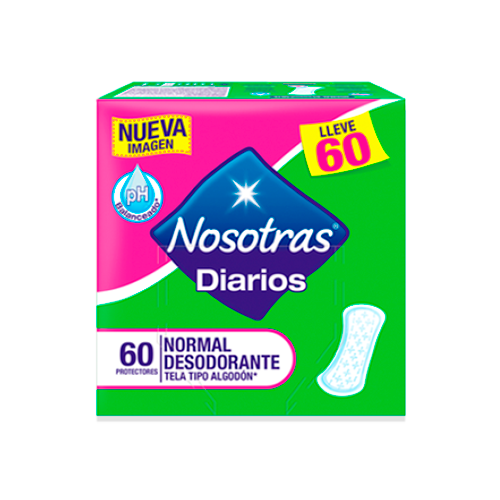 NUEVA
IMAGEN
LLEVE
60
pH
Balanceado*
Nosotras®
Diarios
60
PROTECTORES
NORMAL
DESODORANTE
TELA TIPO ALGODÓN*